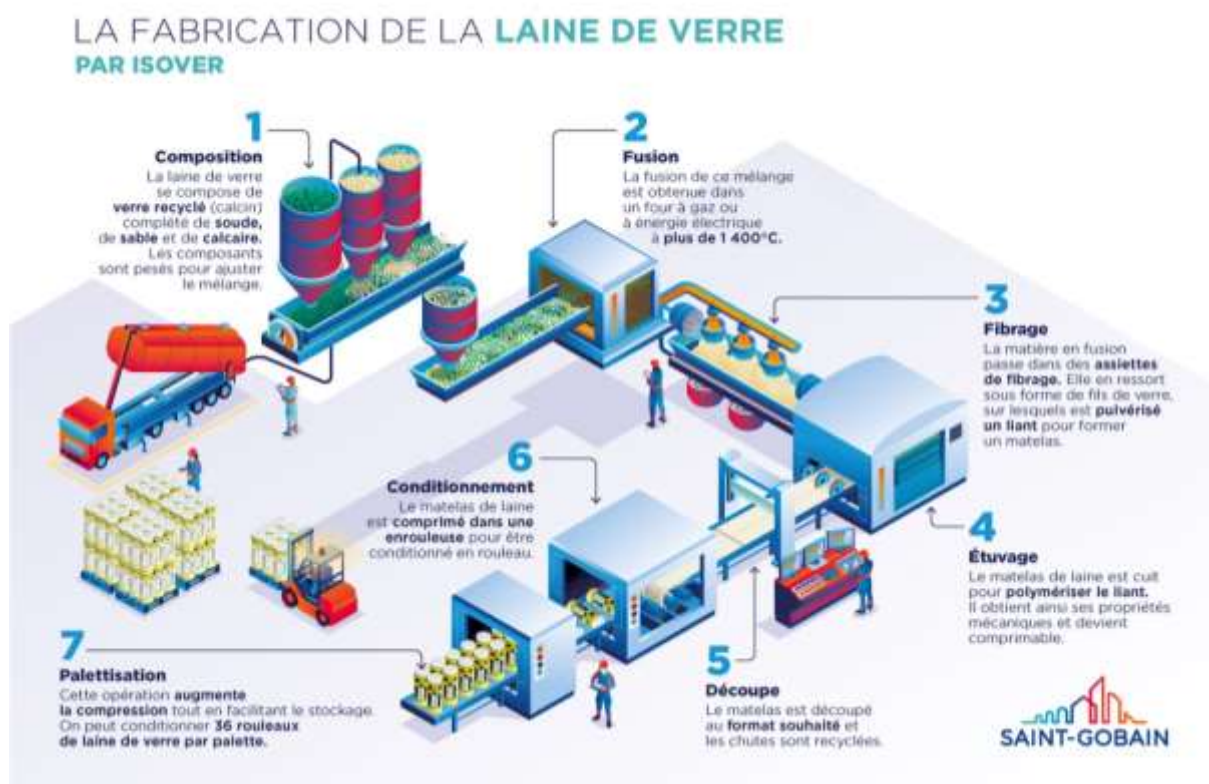 LA FABRICATION DE LA LAINE DE VERRE
PAR ISOVER
1
Composition
La laine de verre
se compose de
verre recyclé (calcin)
complété de soude,
de sable et de calcaire.
Les composants
sont pesés pour ajuster
le mélange.
2
Fusion
La fusion de ce mélange
est obtenue dans
un four à gaz ou
à énergie électrique
à plus de 1 400°C.
3
Fibrage
La matière en fusion
passe dans des assiettes
de fibrage. Elle en ressort
sous forme de fils de verre,
sur lesquels est pulvérisé
un liant pour former
un matelas.
4
Étuvage
Le matelas de laine est cuit
pour polymériser le liant.
Il obtient ainsi ses propriétés
mécaniques et devient
comprimable.
5
Découpe
Le matelas est découpé
au format souhaité et
les chutes sont recyclées.
6
Conditionnement
Le matelas de laine
est comprimé dans une
enrouleuse pour être
conditionné en rouleau.
7
Palettisation
Cette opération augmente
la compression tout en facilitant le stockage.
On peut conditionner 36 rouleaux
de laine de verre par palette.
SAINT-GOBAIN